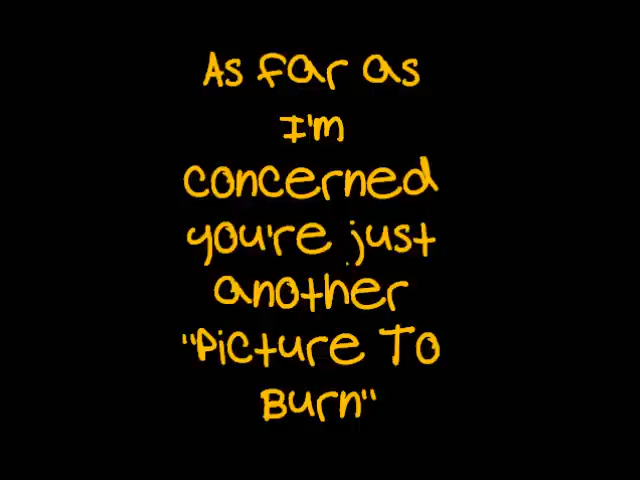 As far as
I'm
concerned
you're just
another
"Picture To
Burn"